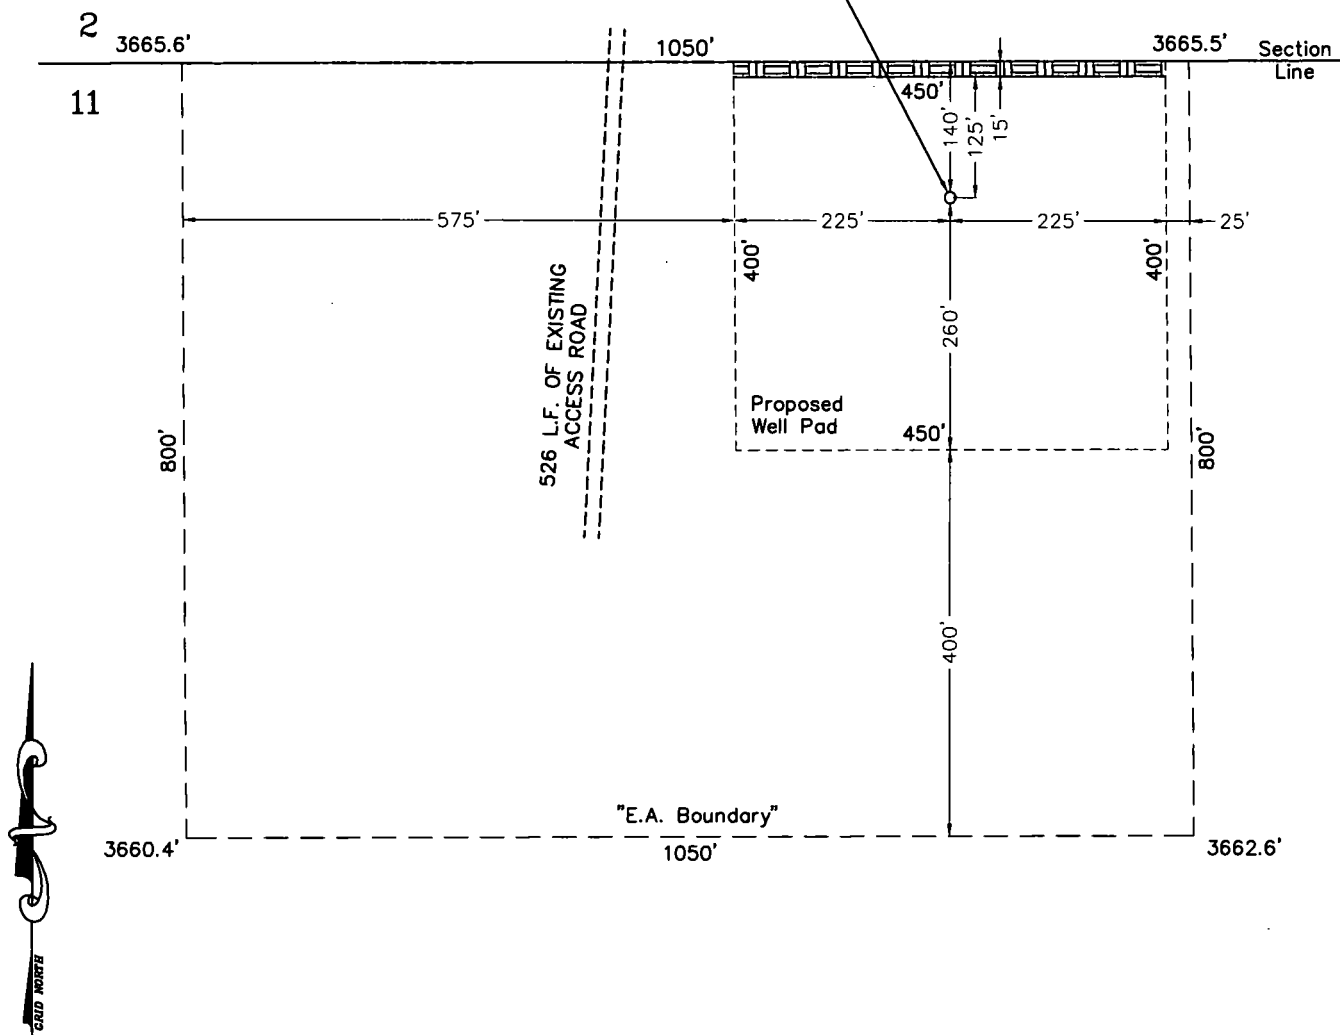 2
3665.6'
1050'
3665.5'
Section
Line
11
450'
140'
125'
15'
575'
225'
225'
25'
400'
400'
526 L.F. OF EXISTING
ACCESS ROAD
260'
Proposed
Well Pad
450'
800'
800'
400'
"E.A. Boundary"
3660.4'
1050'
3662.6'
GRID NORTH